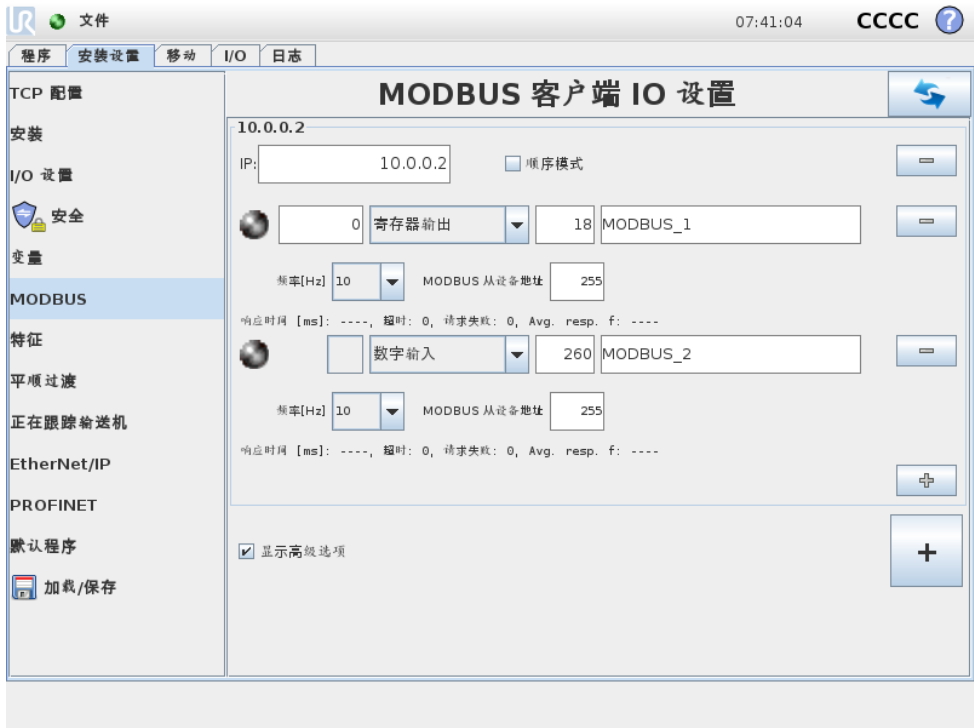 UR 文件 07:41:04 CCCC ?
程序 安装设置 移动 I/O 日志
TCP 配置
安装
I/O 设置
安全
变量
MODBUS
特征
平顺过渡
正在跟踪输送机
EtherNet/IP
PROFINET
默认程序
加载/保存
MODBUS 客户端 IO 设置
10.0.0.2
IP: 10.0.0.2 顺序模式
0 寄存器输出 18 MODBUS_1
频率[Hz] 10 MODBUS 从设备地址 255
响应时间 [ms]: ----, 超时: 0, 请求失败: 0, Avg. resp. f: ----
数字输入 260 MODBUS_2
频率[Hz] 10 MODBUS 从设备地址 255
响应时间 [ms]: ----, 超时: 0, 请求失败: 0, Avg. resp. f: ----
显示高级选项